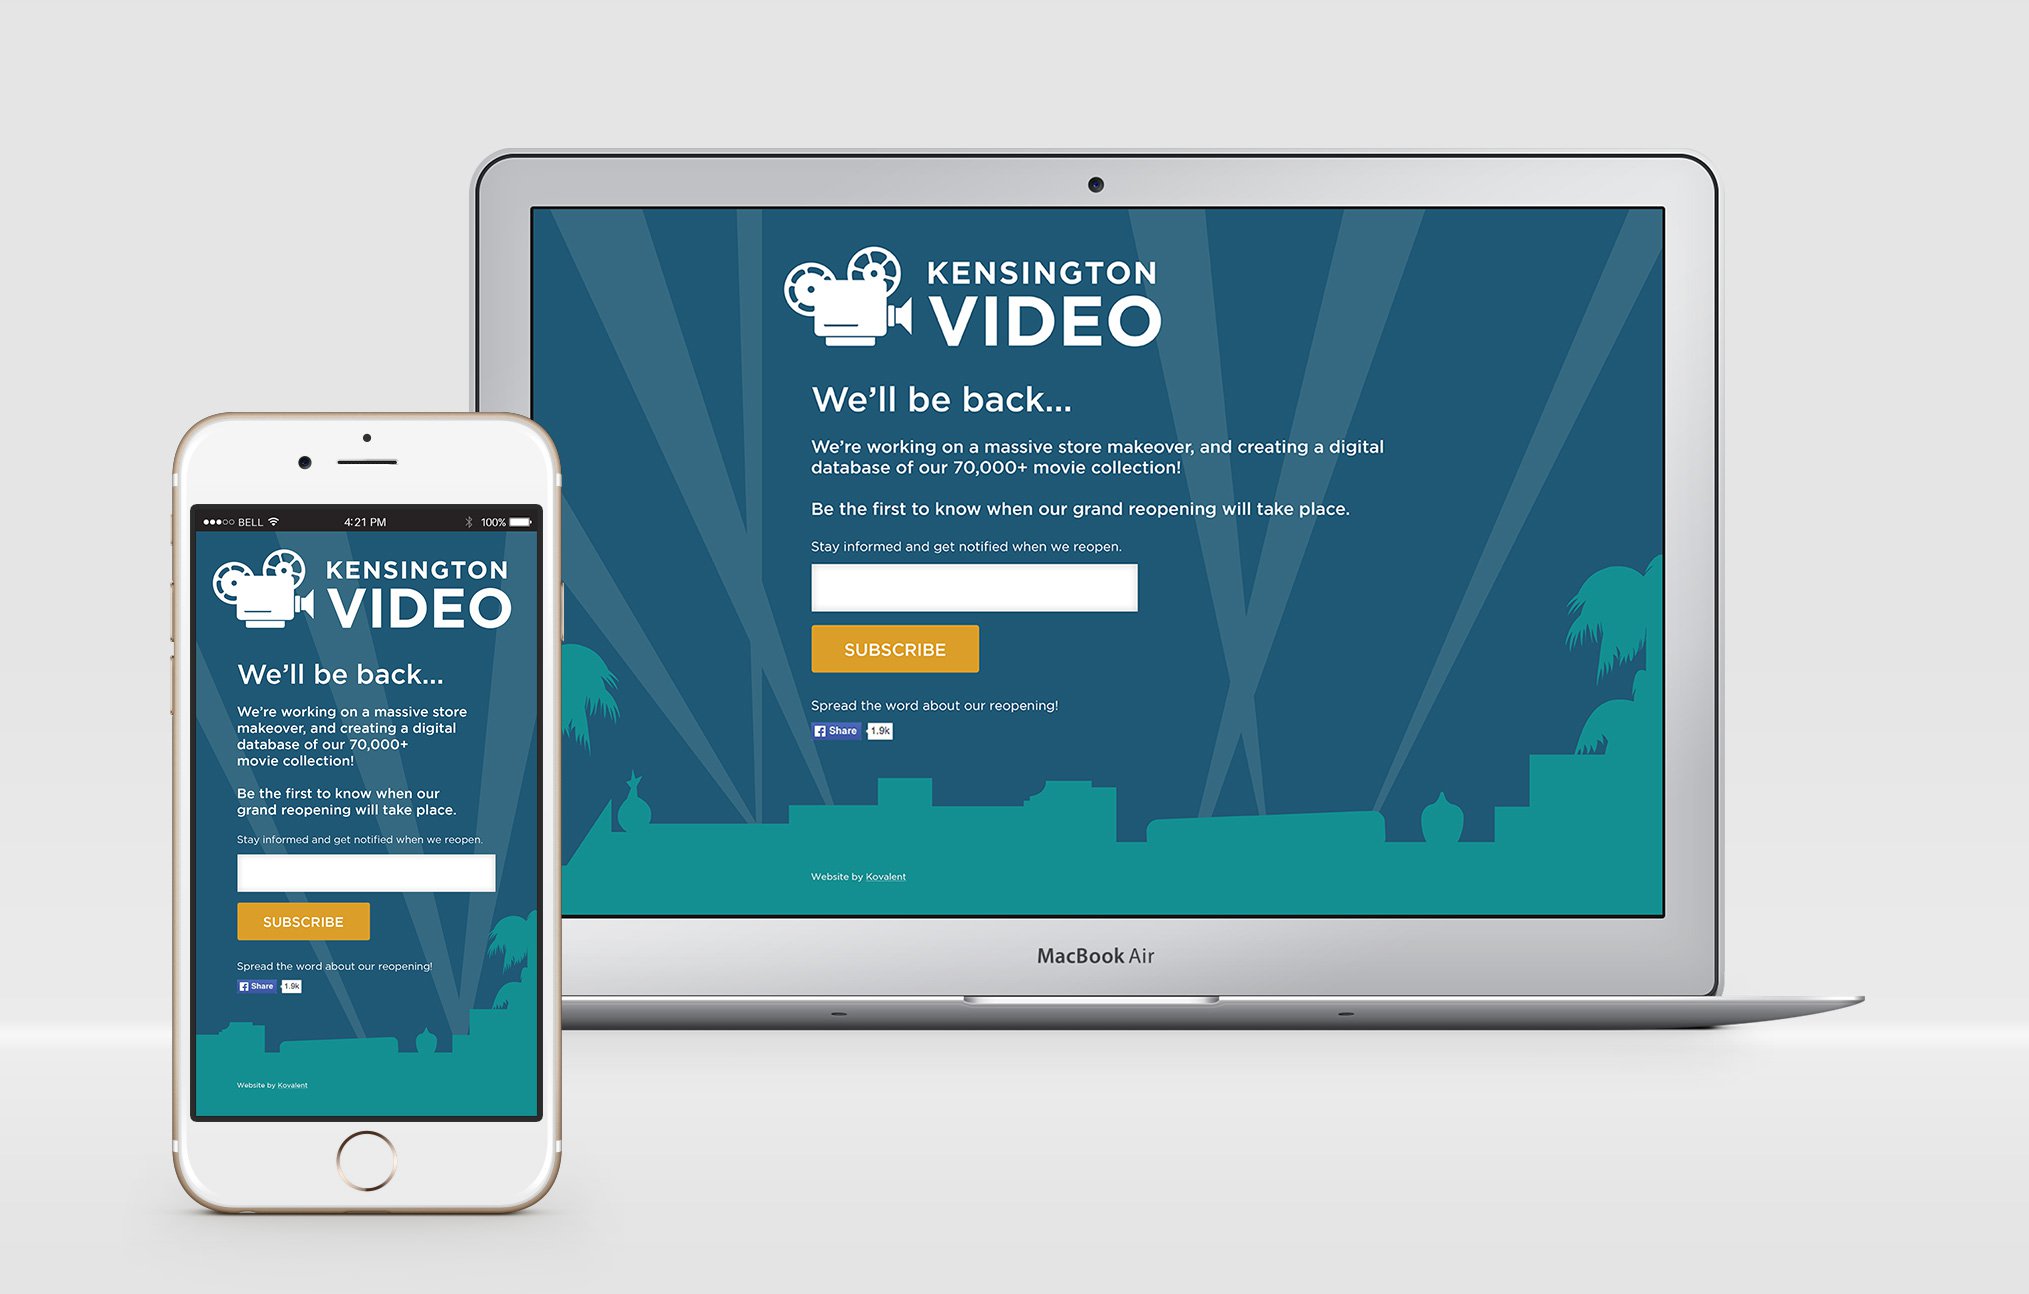 ●●●○○ BELL
4:21 PM
100%
KENSINGTON
VIDEO
We’ll be back...
We’re working on a massive store
makeover, and creating a digital
database of our 70,000+
movie collection!
Be the first to know when our
grand reopening will take place.
Stay informed and get notified when we reopen.
SUBSCRIBE
Spread the word about our reopening!
Share
1.9k
Website by Kovalent
KENSINGTON
VIDEO
We’ll be back...
We’re working on a massive store makeover, and creating a digital
database of our 70,000+ movie collection!
Be the first to know when our grand reopening will take place.
Stay informed and get notified when we reopen.
SUBSCRIBE
Spread the word about our reopening!
Share
1.9k
Website by Kovalent
MacBook Air